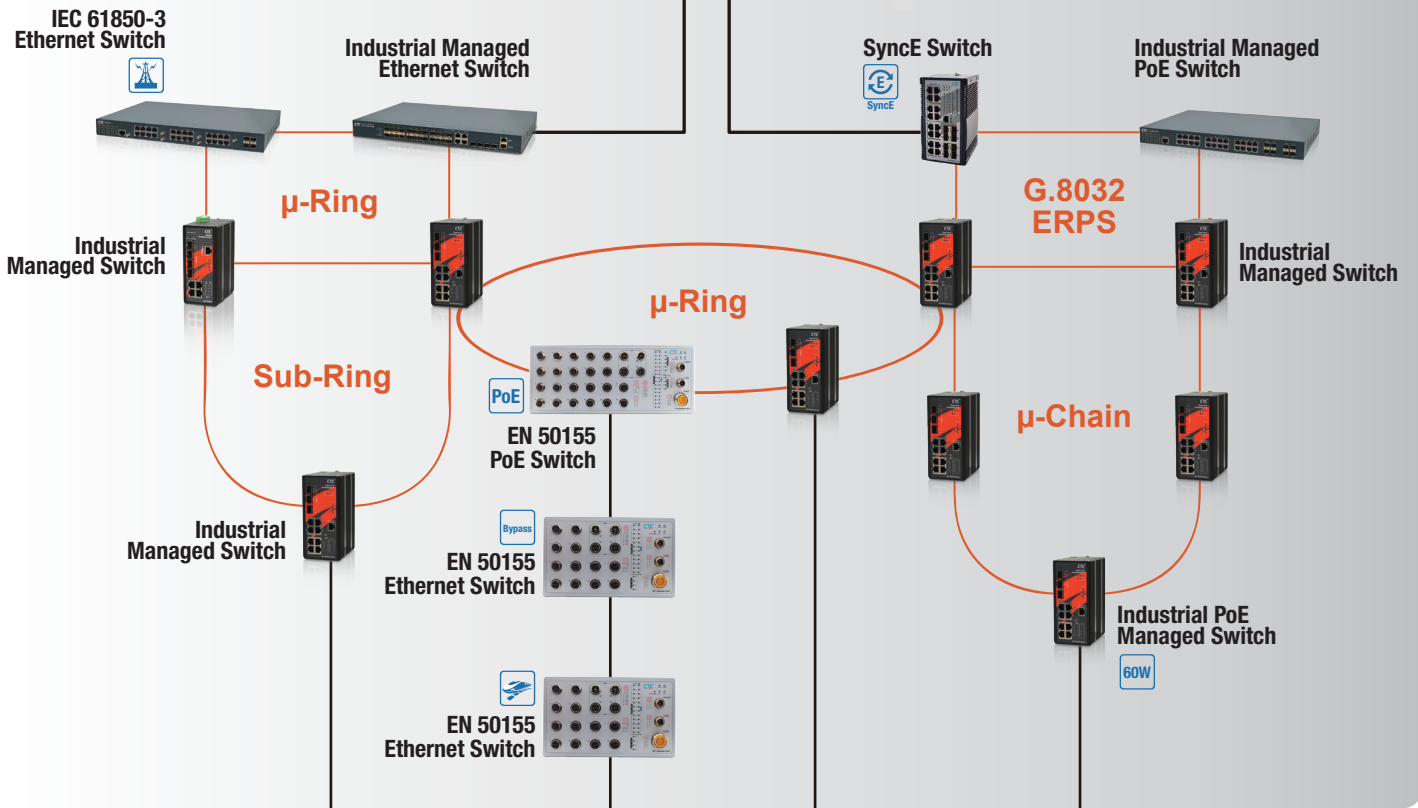 IEC 61850-3
Ethernet Switch
Industrial Managed
Ethernet Switch
SyncE Switch
E
SyncE
Industrial Managed
PoE Switch
µ-Ring
G.8032
ERPS
Industrial
Managed Switch
Industrial
Managed Switch
µ-Ring
Sub-Ring
PoE
EN 50155
PoE Switch
µ-Chain
Industrial
Managed Switch
Bypass
EN 50155
Ethernet Switch
Industrial PoE
Managed Switch
60W
EN 50155
Ethernet Switch